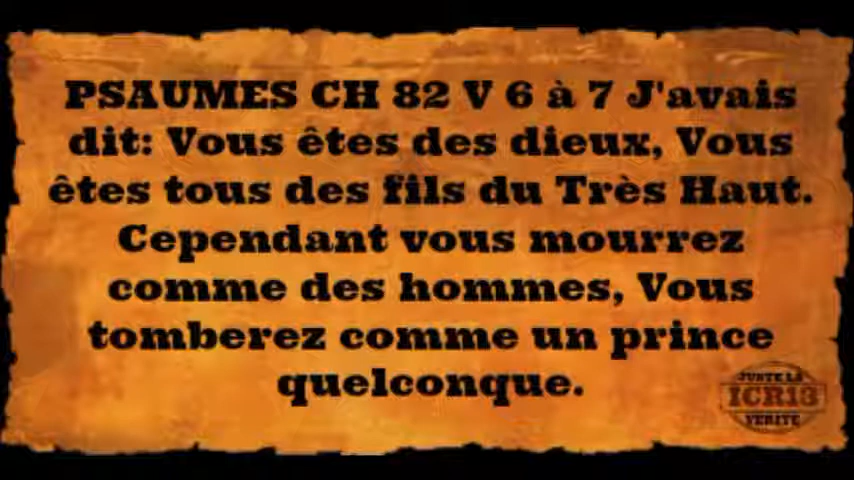 PSAUMES CH 82 V 6 à 7 J'avais
dit: Vous êtes des dieux, Vous
êtes tous des fils du Très Haut.
Cependant vous mourrez
comme des hommes, Vous
tomberez comme un prince
quelconque.
JUSTE LA
ICR13
VERITE